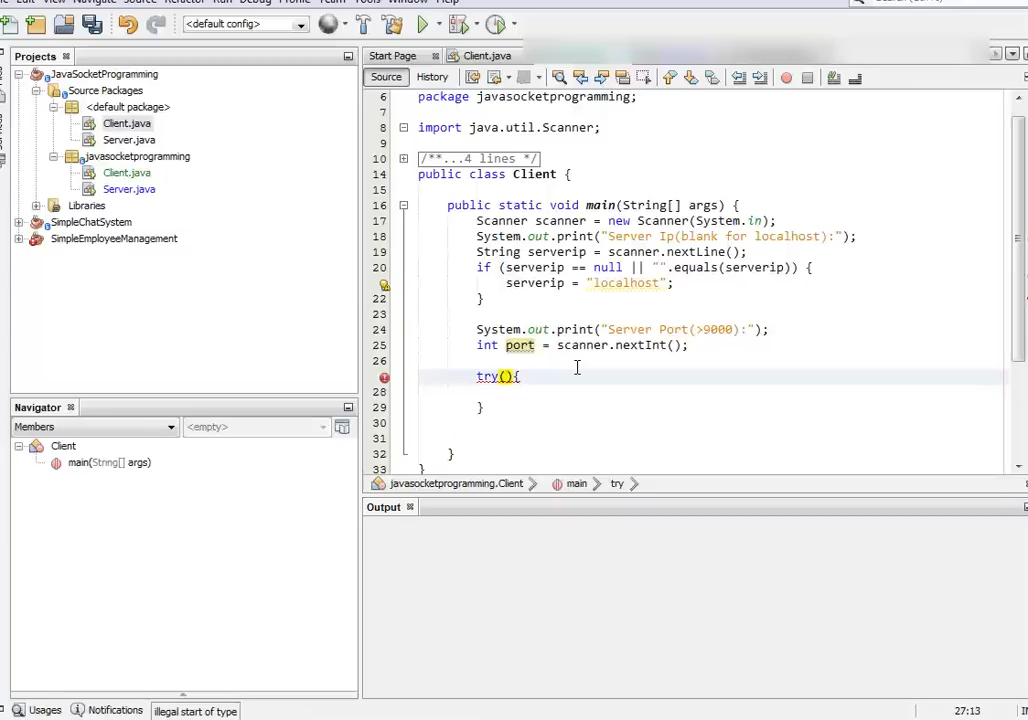 <default config>
Projects
JavaSocketProgramming
Source Packages
<default package>
Client.java
Server.java
javasocketprogramming
Client.java
Server.java
Libraries
SimpleChatSystem
SimpleEmployeeManagement
Start Page
Client.java
Source
History
6 package javasocketprogramming;
7
8 import java.util.Scanner;
9
10 /**...4 lines */
14 public class Client {
15
16 public static void main(String[] args) {
17 Scanner scanner = new Scanner(System.in);
18 System.out.print("Server Ip(blank for localhost):");
19 String serverip = scanner.nextLine();
20 if (serverip == null || "".equals(serverip)) {
serverip = "localhost";
22 }
23
24 System.out.print("Server Port(>9000):");
25 int port = scanner.nextInt();
26
try(){
28
29 }
30
31
32 }
33 }
javasocketprogramming.Client
main
try
Navigator
Members
<empty>
Client
main(String[] args)
Output
Usages
Notifications
illegal start of type
27:13